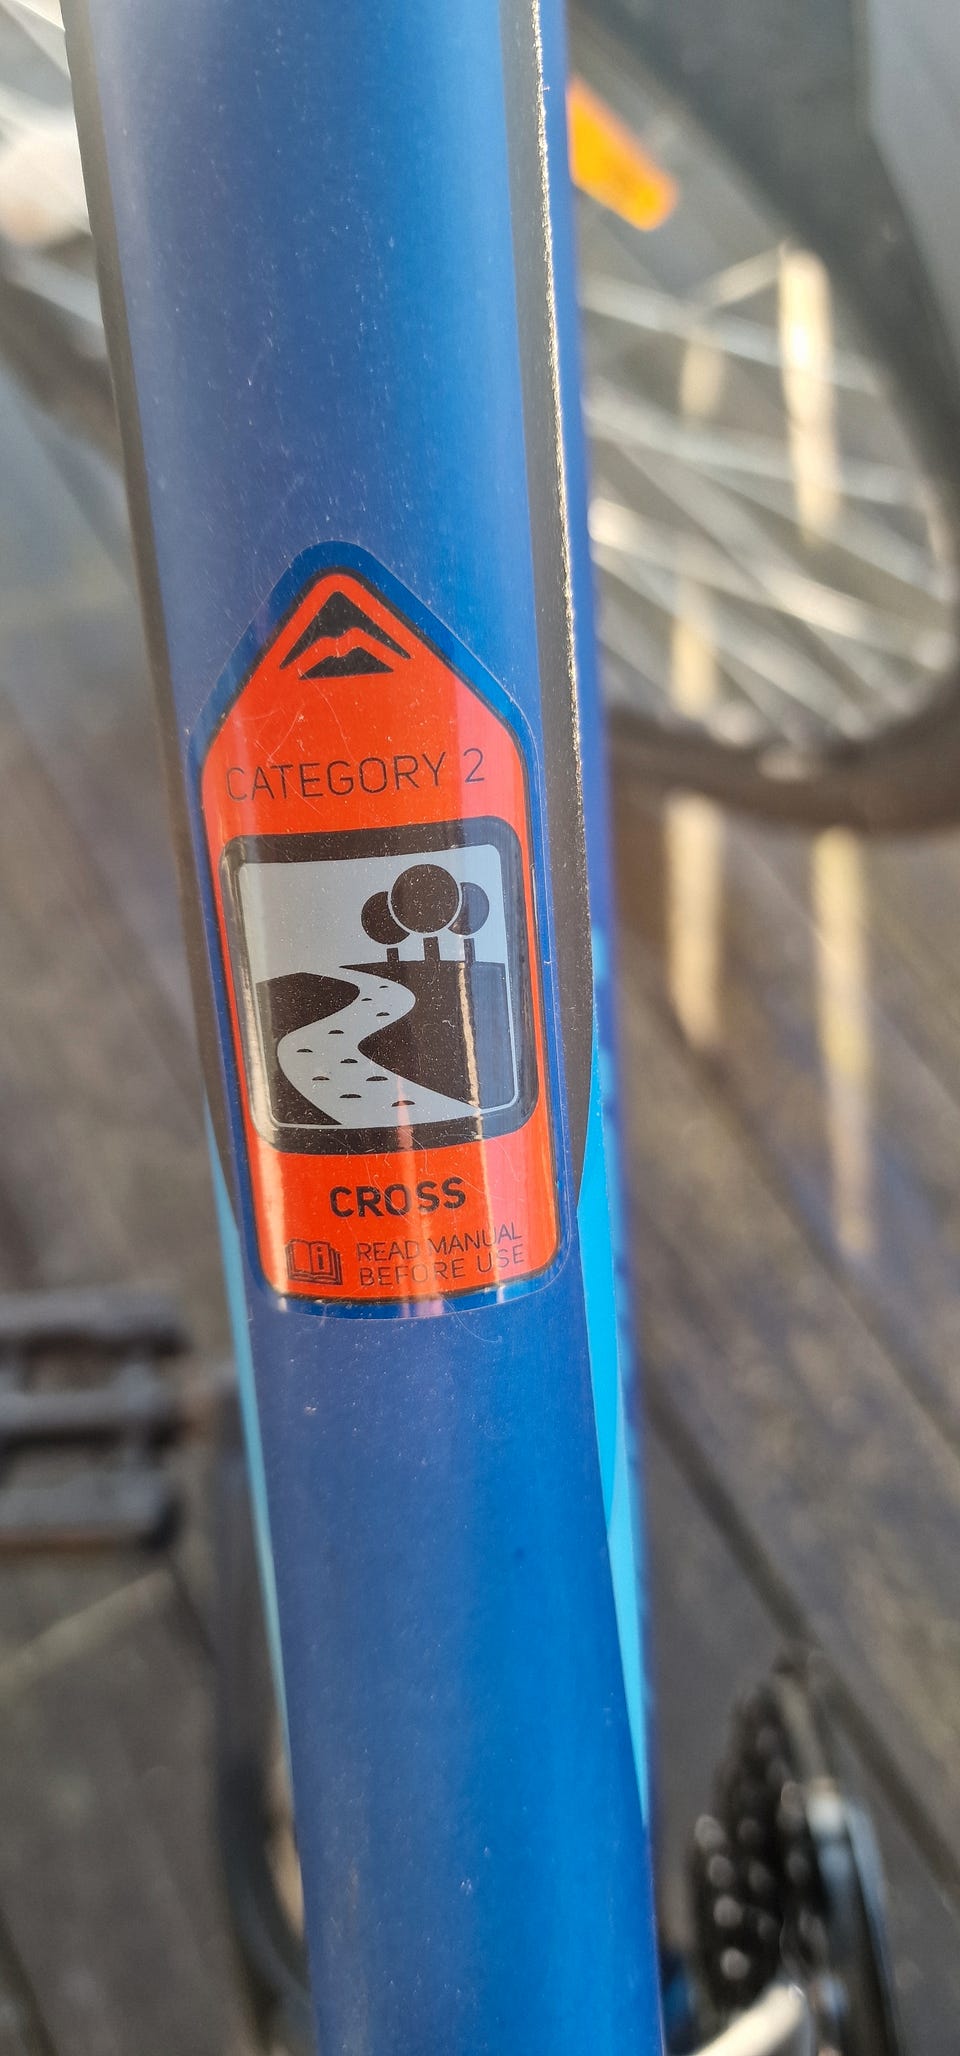 CATEGORY 2
CROSS
READ MANUAL
BEFORE USE